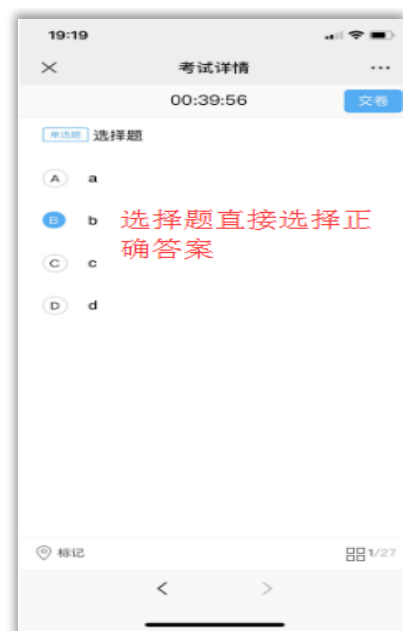 19:19
考试详情
00:39:56
交卷
单选题 选择题
A a
B b
选择题直接选择正
确答案
C c
D d
标记
1/27